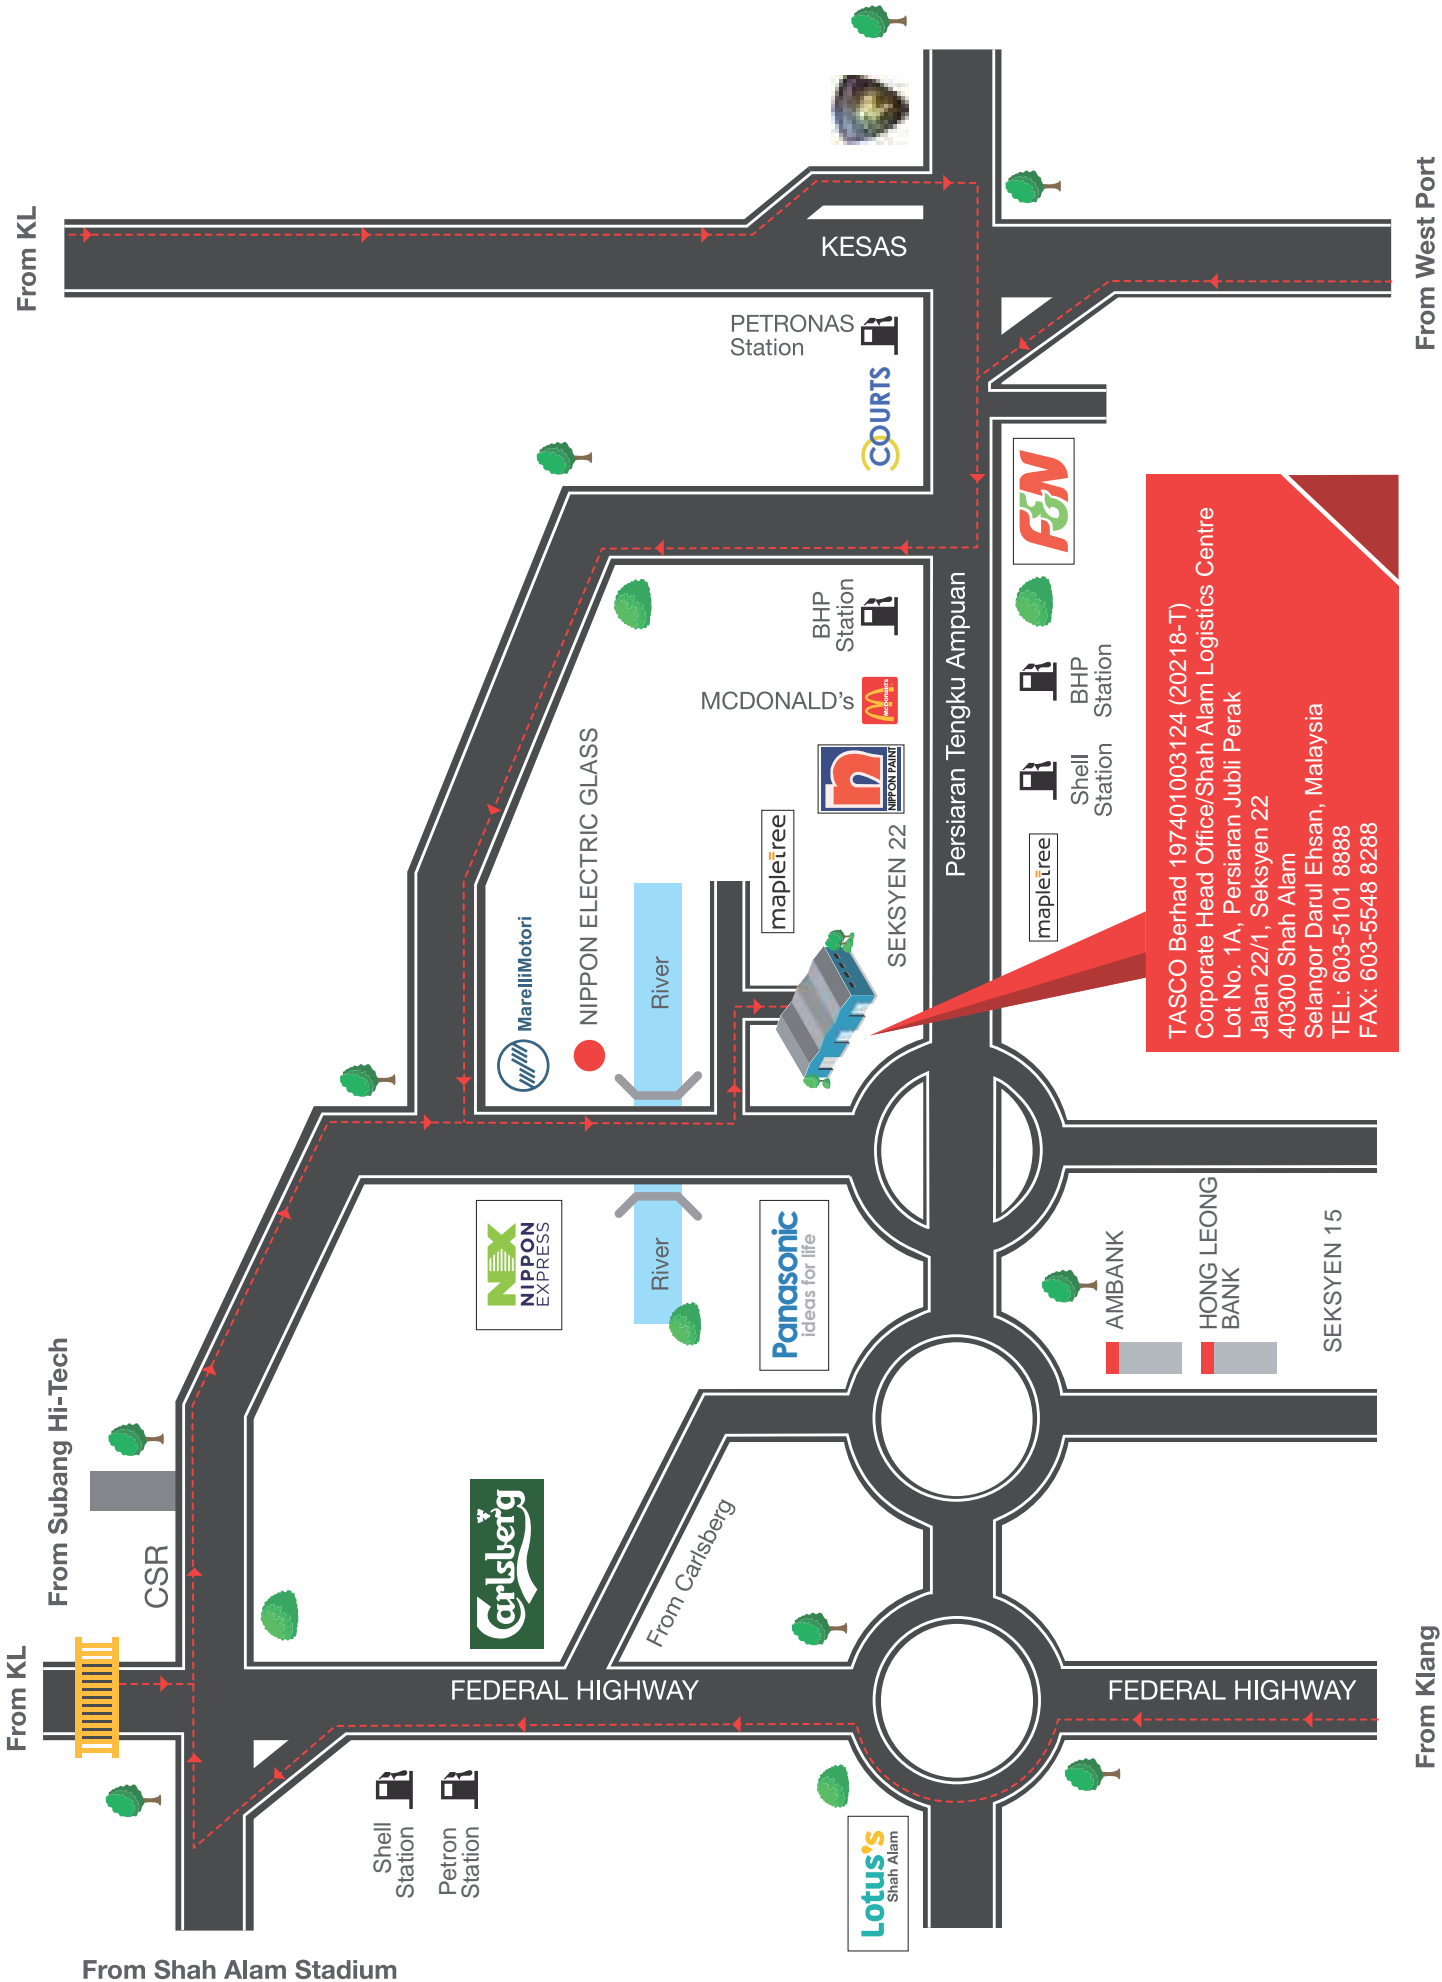 From KL
From West Port
KESAS
PETRONAS
Station
COURTS
F&N
BHP
Station
MCDONALD's
McDonald's
NIPPON PAINT
Persiaran Tengku Ampuan
BHP
Station
Shell
Station
NIPPON ELECTRIC GLASS
MarelliMotori
River
mapletree
SEKSYEN 22
mapletree
TASCO Berhad 197401003124 (20218-T)
Corporate Head Office/Shah Alam Logistics Centre
Lot No. 1A, Persiaran Jubli Perak
Jalan 22/1, Seksyen 22
40300 Shah Alam
Selangor Darul Ehsan, Malaysia
TEL: 603-5101 8888
FAX: 603-5548 8288
NEX
NIPPON
EXPRESS
River
Panasonic
ideas for life
AMBANK
HONG LEONG
BANK
SEKSYEN 15
From Subang Hi-Tech
CSR
Carlsberg
From Carlsberg
From KL
FEDERAL HIGHWAY
FEDERAL HIGHWAY
From Klang
Shell
Station
Petron
Station
Lotus's
Shah Alam
From Shah Alam Stadium